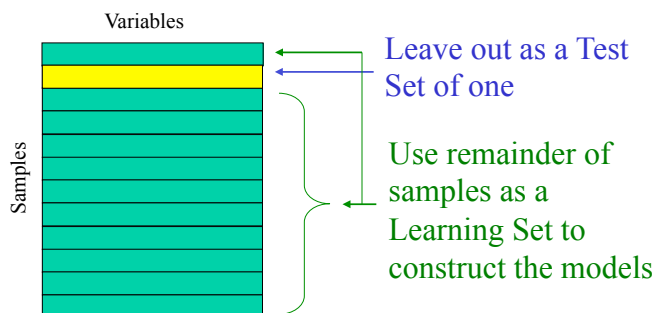 Variables
Samples
Leave out as a Test
Set of one
Use remainder of
samples as a
Learning Set to
construct the models